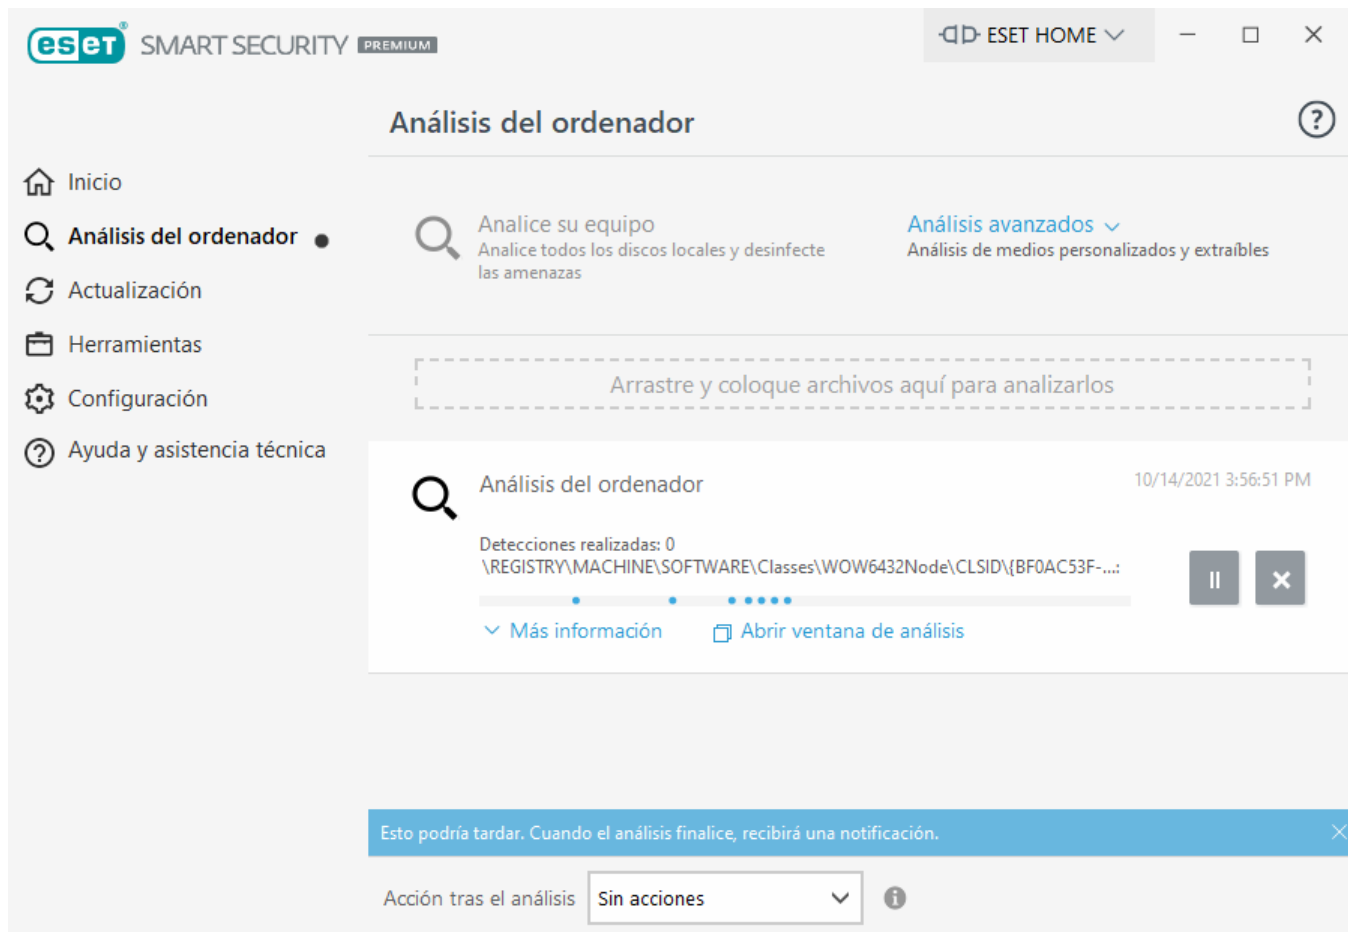 eset® SMART SECURITY PREMIUM
ESET HOME
Análisis del ordenador
Inicio
Análisis del ordenador
Actualización
Herramientas
Configuración
Ayuda y asistencia técnica
Analice su equipo
Analice todos los discos locales y desinfecte
las amenazas
Análisis avanzados
Análisis de medios personalizados y extraíbles
Arrastre y coloque archivos aquí para analizarlos
Análisis del ordenador
10/14/2021 3:56:51 PM
Detecciones realizadas: 0
\REGISTRY\MACHINE\SOFTWARE\Classes\WOW6432Node\CLSID\{BF0AC53F-...:
Más información
Abrir ventana de análisis
Esto podría tardar. Cuando el análisis finalice, recibirá una notificación.
Acción tras el análisis
Sin acciones